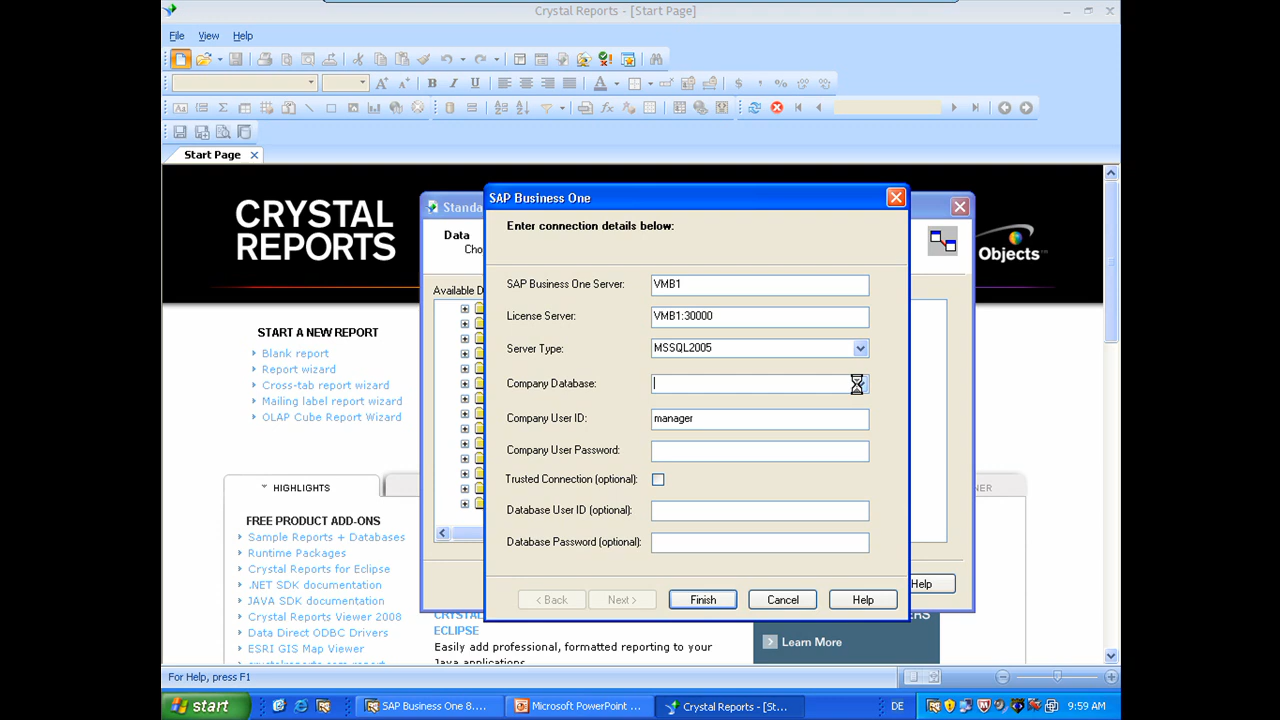 Crystal Reports - [Start Page]
File View Help
Start Page
CRYSTAL
REPORTS
Objects
START A NEW REPORT
Blank report
Report wizard
Cross-tab report wizard
Mailing label report wizard
OLAP Cube Report Wizard
HIGHLIGHTS
FREE PRODUCT ADD-ONS
Sample Reports + Databases
Runtime Packages
Crystal Reports for Eclipse
.NET SDK documentation
JAVA SDK documentation
Crystal Reports Viewer 2008
Data Direct ODBC Drivers
ESRI GIS Map Viewer
Standa
Data
Cho
Available D
Help
SAP Business One
Enter connection details below:
SAP Business One Server: VMB1
License Server: VMB1:30000
Server Type: MSSQL2005
Company Database:
Company User ID: manager
Company User Password:
Trusted Connection (optional):
Database User ID (optional):
Database Password (optional):
< Back Next > Finish Cancel Help
ECLIPSE
Easily add professional, formatted reporting to your
Java applications.
Learn More
For Help, press F1
start
SAP Business One 8....
Microsoft PowerPoint ...
Crystal Reports - [St...
DE
9:59 AM